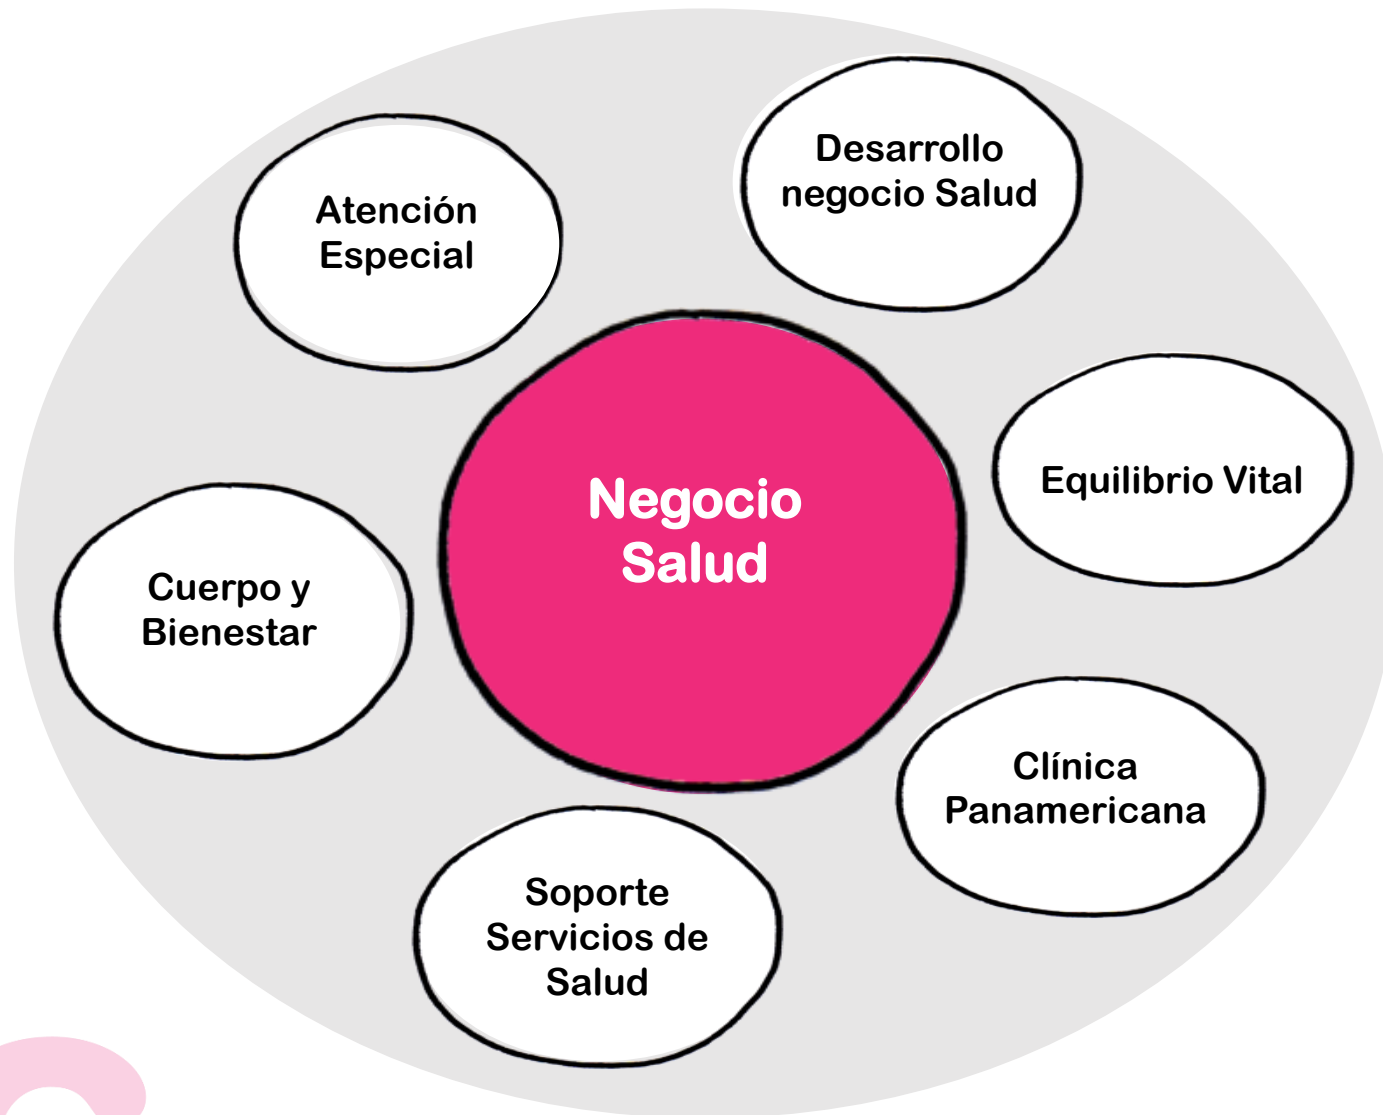 Desarrollo
negocio Salud
Atención
Especial
Equilibrio Vital
Negocio
Salud
Cuerpo y
Bienestar
Clínica
Panamericana
Soporte
Servicios de
Salud